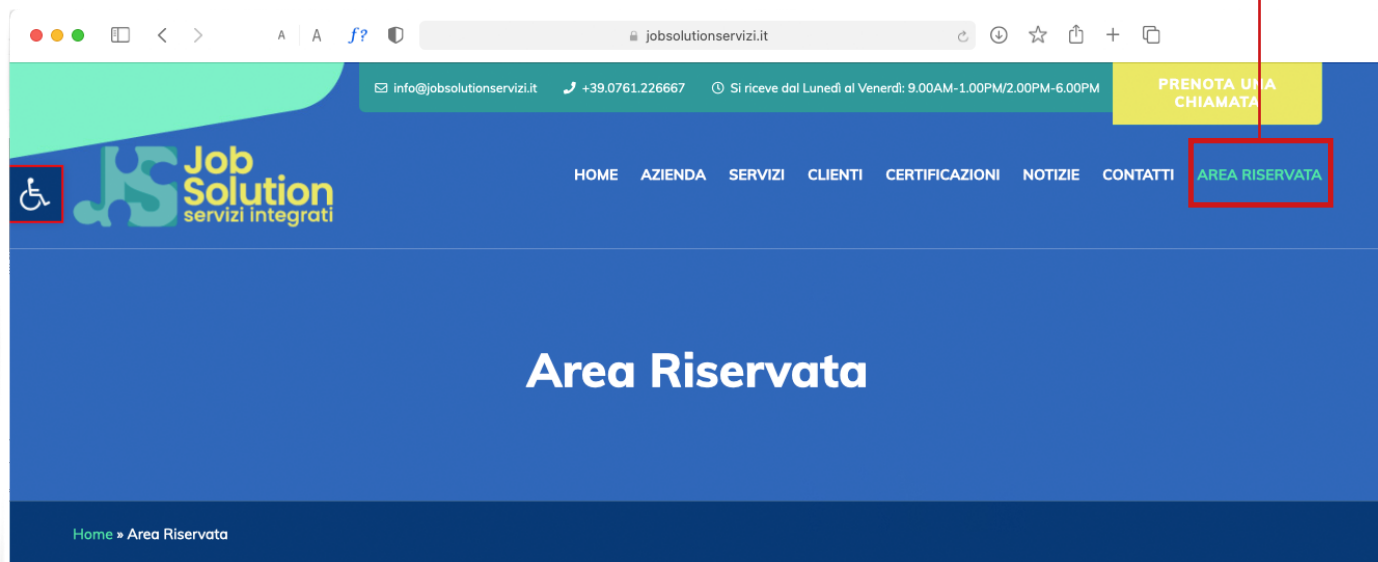 A A f? jobsolutionservizi.it
info@jobsolutionservizi.it +39.0761.226667 Si riceve dal Lunedì al Venerdì: 9.00AM-1.00PM/2.00PM-6.00PM
PRENOTA UNA
CHIAMATA
JS
Job
Solution
servizi integrati
HOME AZIENDA SERVIZI CLIENTI CERTIFICAZIONI NOTIZIE CONTATTI AREA RISERVATA
Area Riservata
Home » Area Riservata